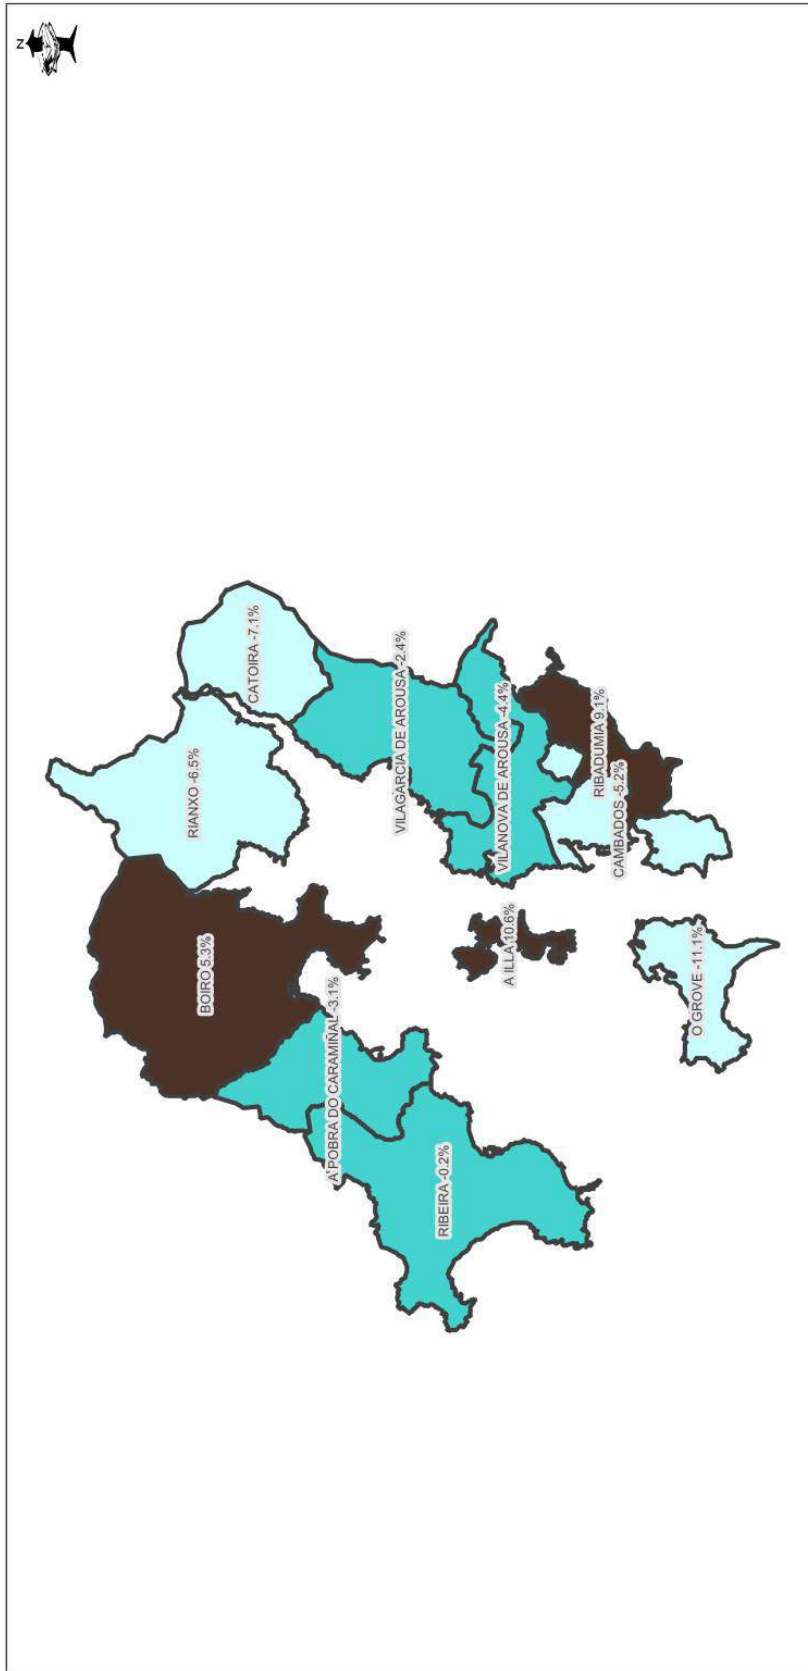 Z
CATOIRA -7.1%
RIANXO -6.5%
VILAGARCIA DE AROUSA -2.4%
VILANOVA DE AROUSA -4.4%
RIBADUMIA 9.1%
CAMBADOS -5.2%
BOIRO 5.3%
A ILLA 10.6%
O GROVE -11.1%
A POBRA DO CARAMIÑAL -3.1%
RIBEIRA -0.2%